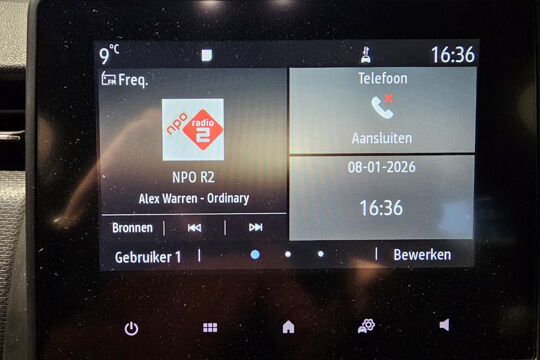 9°C
16:36
FM Freq.
npo radio 2
NPO R2
Alex Warren - Ordinary
Bronnen
Telefoon
Aansluiten
08-01-2026
16:36
Gebruiker 1
Bewerken